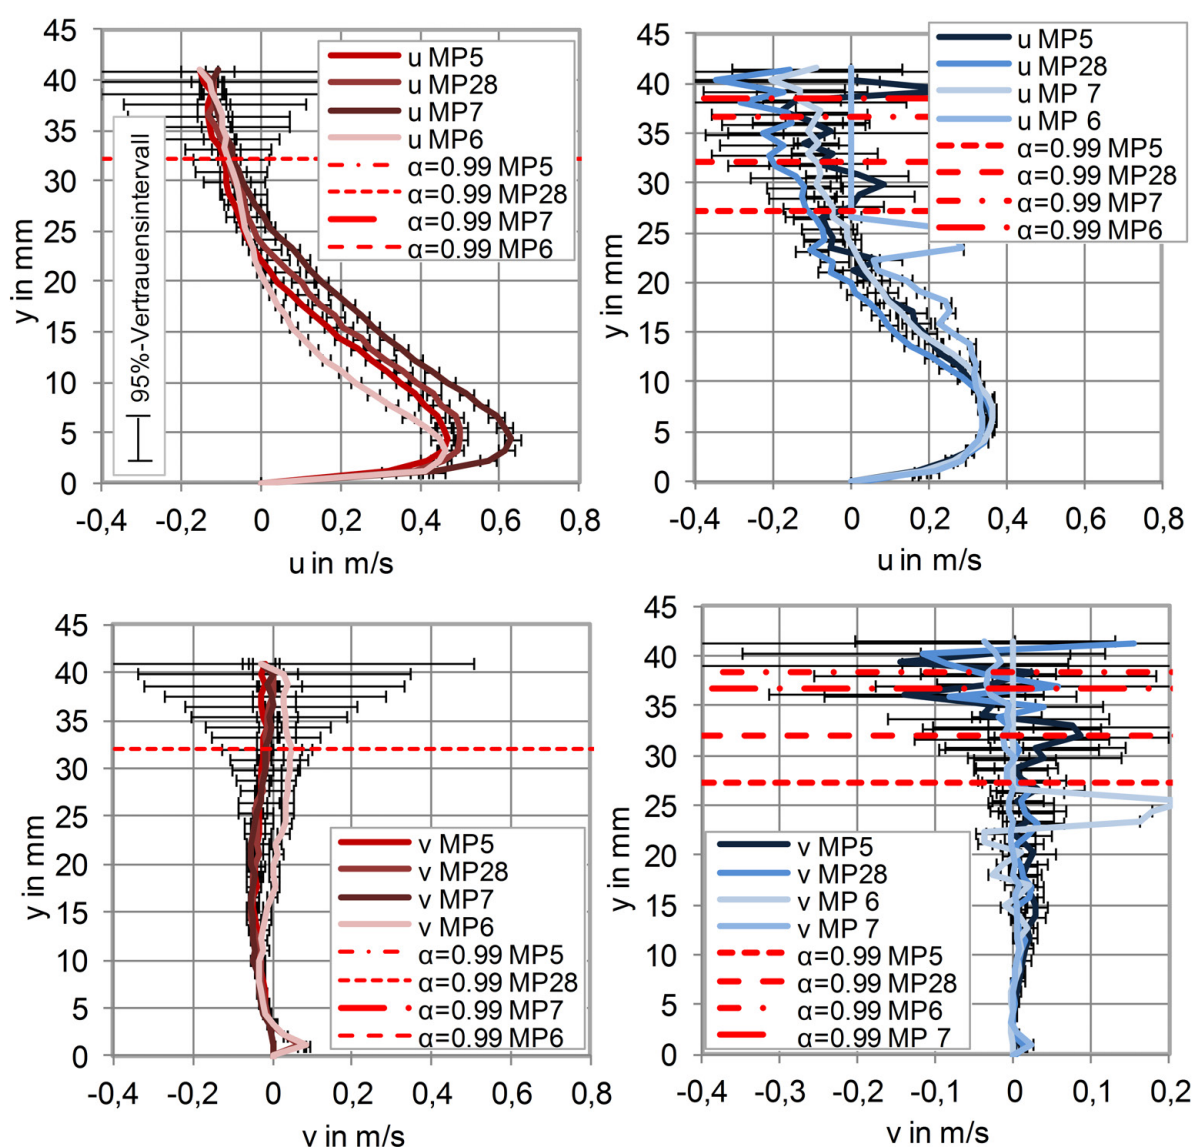 45
40
35
30
25
20
15
10
5
0
y in mm
95%-Vertrauensintervall
u MP5
u MP28
u MP7
u MP6
α=0.99 MP5
α=0.99 MP28
α=0.99 MP7
α=0.99 MP6
-0,4 -0,2 0 0,2 0,4 0,6 0,8
u in m/s
45
40
35
30
25
20
15
10
5
0
y in mm
u MP5
u MP28
u MP 7
u MP 6
α=0.99 MP5
α=0.99 MP28
α=0.99 MP7
α=0.99 MP6
-0,4 -0,2 0 0,2 0,4 0,6 0,8
u in m/s
45
40
35
30
25
20
15
10
5
0
y in mm
v MP5
v MP28
v MP7
v MP6
α=0.99 MP5
α=0.99 MP28
α=0.99 MP7
α=0.99 MP6
-0,4 -0,2 0 0,2 0,4 0,6 0,8
v in m/s
45
40
35
30
25
20
15
10
5
0
y in mm
v MP5
v MP28
v MP 6
v MP 7
α=0.99 MP5
α=0.99 MP28
α=0.99 MP6
α=0.99 MP 7
-0,4 -0,3 -0,2 -0,1 0 0,1 0,2
v in m/s